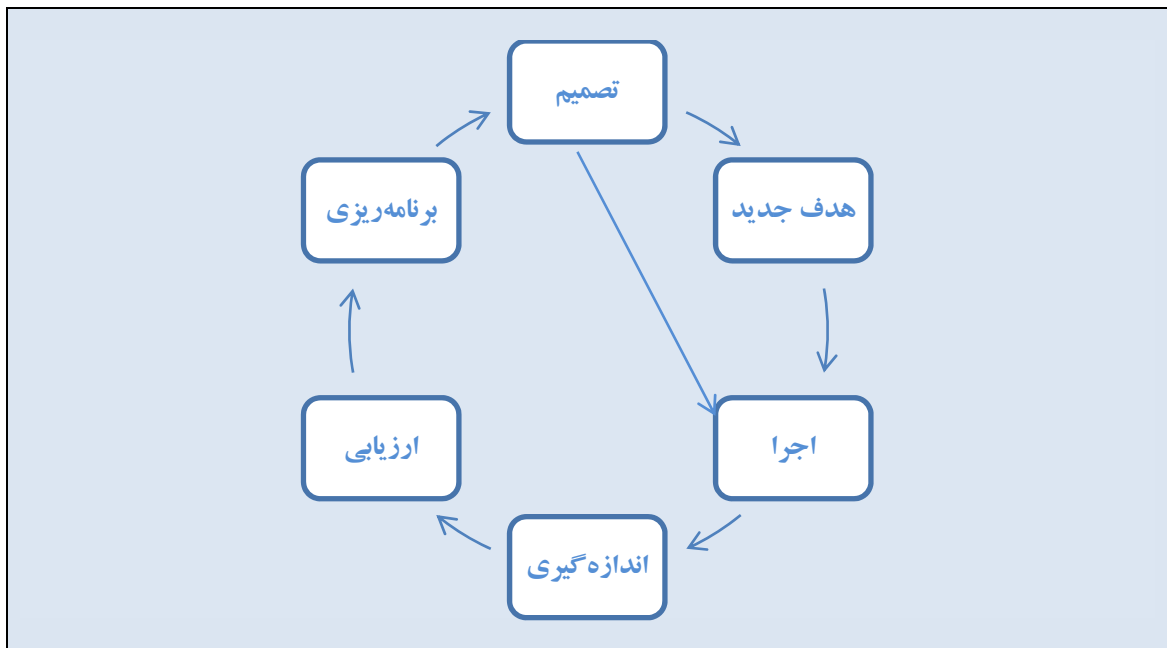 تصمیم
هدف جدید
برنامه‌ریزی
اجرا
ارزیابی
اندازه‌گیری